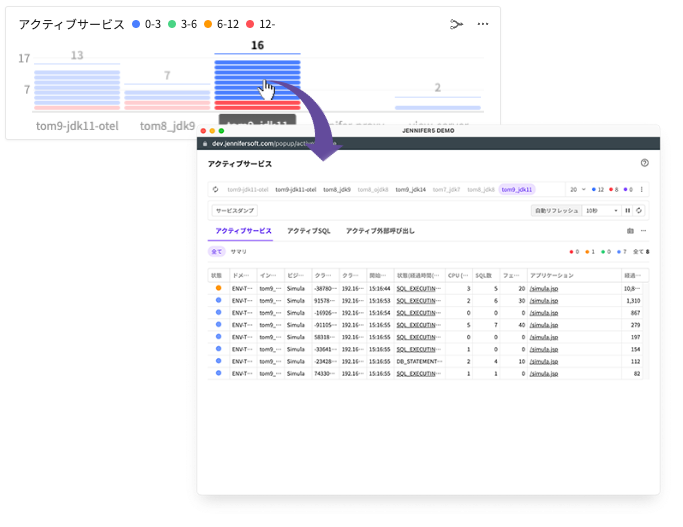 アクティブサービス 0-3 3-6 6-12 12-
16
13
17
7
2
7
tom9-jdk11-otel tom8_jdk9
JENNIFERS DEMO
dev.jennifersoft.com/popup/act
アクティブサービス
tom9-jdk11-otel tom9-jdk11-otel tom8_jdk9 tom9_jdk14 tom7_jdk7 tom8_jdk8 tom9_jdk11 20 12 8 0
サービスダンプ 自動リフレッシュ 10秒
アクティブサービス アクティブSQL アクティブ外部呼び出し
全て サマリ 0 1 0 7 全て 8
状態 ドメ… イン… ビジ… クラ… クラ… 開始… 状態(経過時間(… CPU (… SQL数 フェ… アプリケーション 経過…
ENV-T… tom9_… Simula -38780… 192.16… 15:16:44 SQL_EXECUTIN… 3 5 20 /simula.jsp 10,8…
ENV-T… tom9_… Simula 91578… 192.16… 15:16:53 SQL_EXECUTIN… 2 6 30 /simula.jsp 1,310
ENV-T… tom9_… Simula -16926… 192.16… 15:16:54 SQL_EXECUTIN… 0 0 0 /simula.jsp 867
ENV-T… tom9_… Simula -91105… 192.16… 15:16:55 SQL_EXECUTIN… 5 7 40 /simula.jsp 279
ENV-T… tom9_… Simula 58318… 192.16… 15:16:55 SQL_EXECUTIN… 0 0 0 /simula.jsp 197
ENV-T… tom9_… Simula -33641… 192.16… 15:16:55 SQL_EXECUTIN… 1 0 0 /simula.jsp 154
ENV-T… tom9_… Simula -23428… 192.16… 15:16:55 DB_STATEMENT… 2 4 10 /simula.jsp 112
ENV-T… tom9_… Simula 74330… 192.16… 15:16:55 SQL_EXECUTIN… 1 1 0 /simula.jsp 82